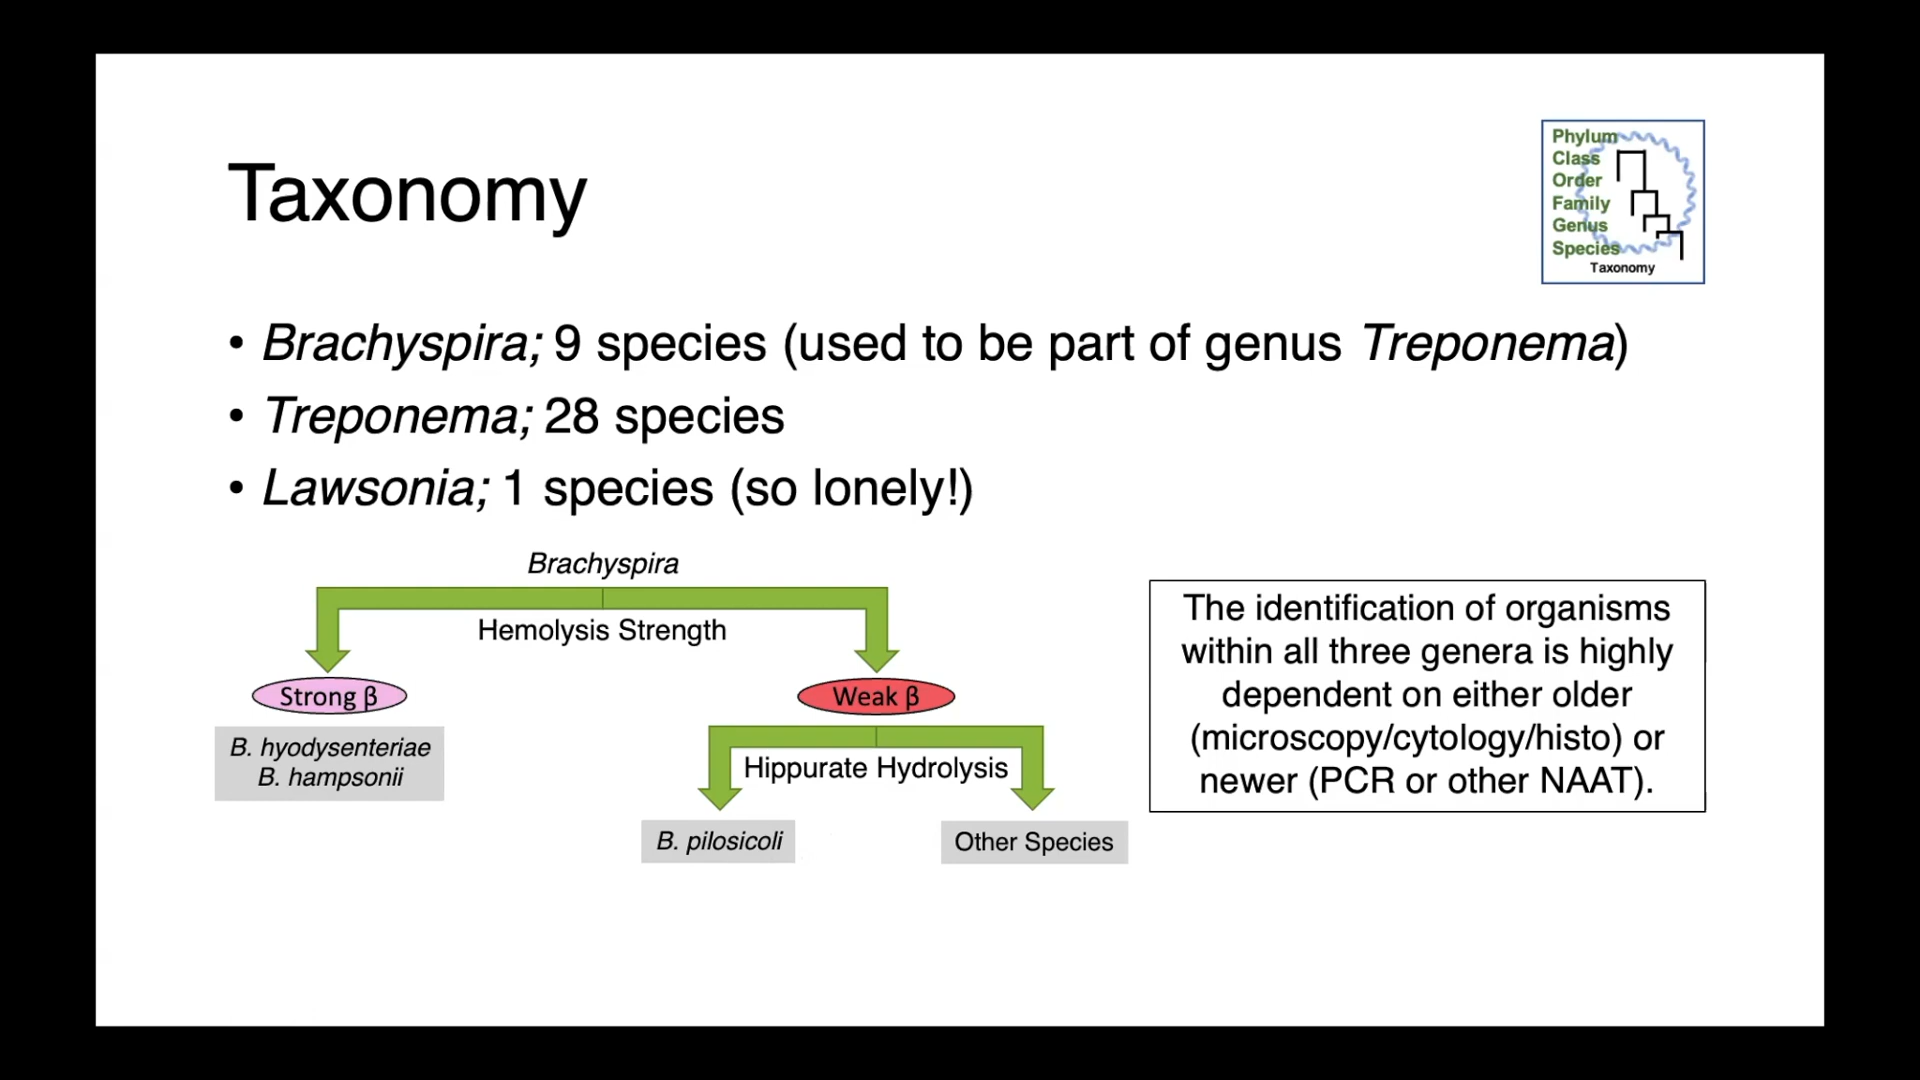 Taxonomy
Phylum
Class
Order
Family
Genus
Species
Taxonomy
• Brachyspira; 9 species (used to be part of genus Treponema)
• Treponema; 28 species
• Lawsonia; 1 species (so lonely!)
Brachyspira
Hemolysis Strength
Strong β
Weak β
B. hyodysenteriae
B. hampsonii
Hippurate Hydrolysis
B. pilosicoli
Other Species
The identification of organisms
within all three genera is highly
dependent on either older
(microscopy/cytology/histo) or
newer (PCR or other NAAT).